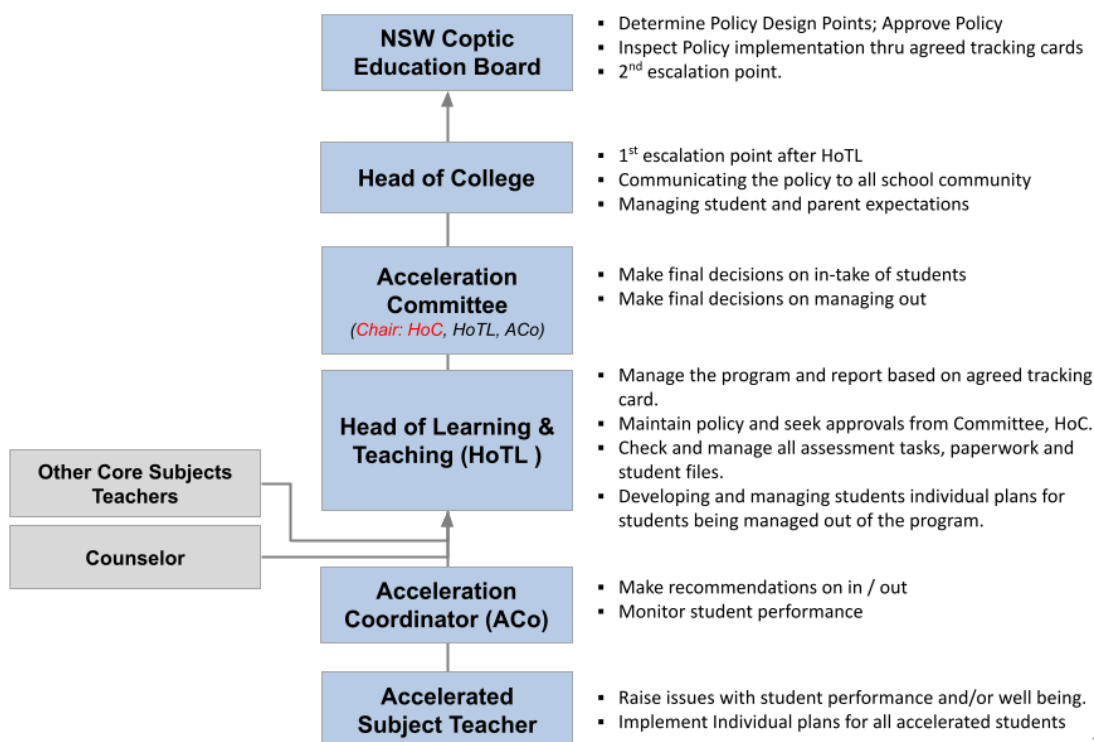 NSW Coptic
Education Board
▪ Determine Policy Design Points; Approve Policy
▪ Inspect Policy implementation thru agreed tracking cards
▪ 2nd escalation point.
Head of College
▪ 1st escalation point after HoTL
▪ Communicating the policy to all school community
▪ Managing student and parent expectations
Acceleration
Committee
(Chair: HoC, HoTL, ACo)
▪ Make final decisions on in-take of students
▪ Make final decisions on managing out
Head of Learning &
Teaching (HoTL )
▪ Manage the program and report based on agreed tracking
card.
▪ Maintain policy and seek approvals from Committee, HoC.
▪ Check and manage all assessment tasks, paperwork and
student files.
▪ Developing and managing students individual plans for
students being managed out of the program.
Other Core Subjects
Teachers
Counselor
Acceleration
Coordinator (ACo)
▪ Make recommendations on in / out
▪ Monitor student performance
Accelerated
Subject Teacher
▪ Raise issues with student performance and/or well being.
▪ Implement Individual plans for all accelerated students